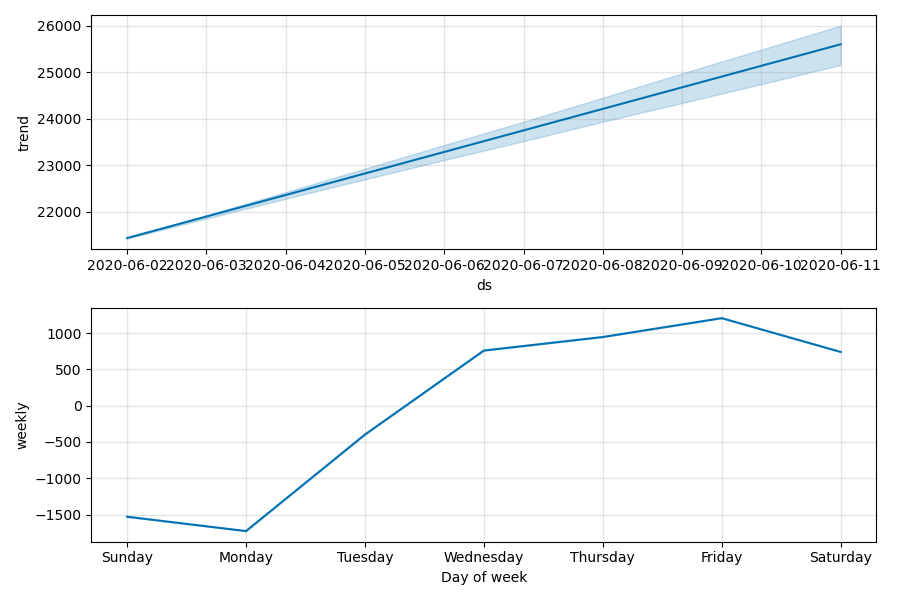 26000
25000
24000
23000
22000
trend
2020-06-02 2020-06-03 2020-06-04 2020-06-05 2020-06-06 2020-06-07 2020-06-08 2020-06-09 2020-06-10 2020-06-11
ds
1000
500
0
−500
−1000
−1500
weekly
Sunday Monday Tuesday Wednesday Thursday Friday Saturday
Day of week